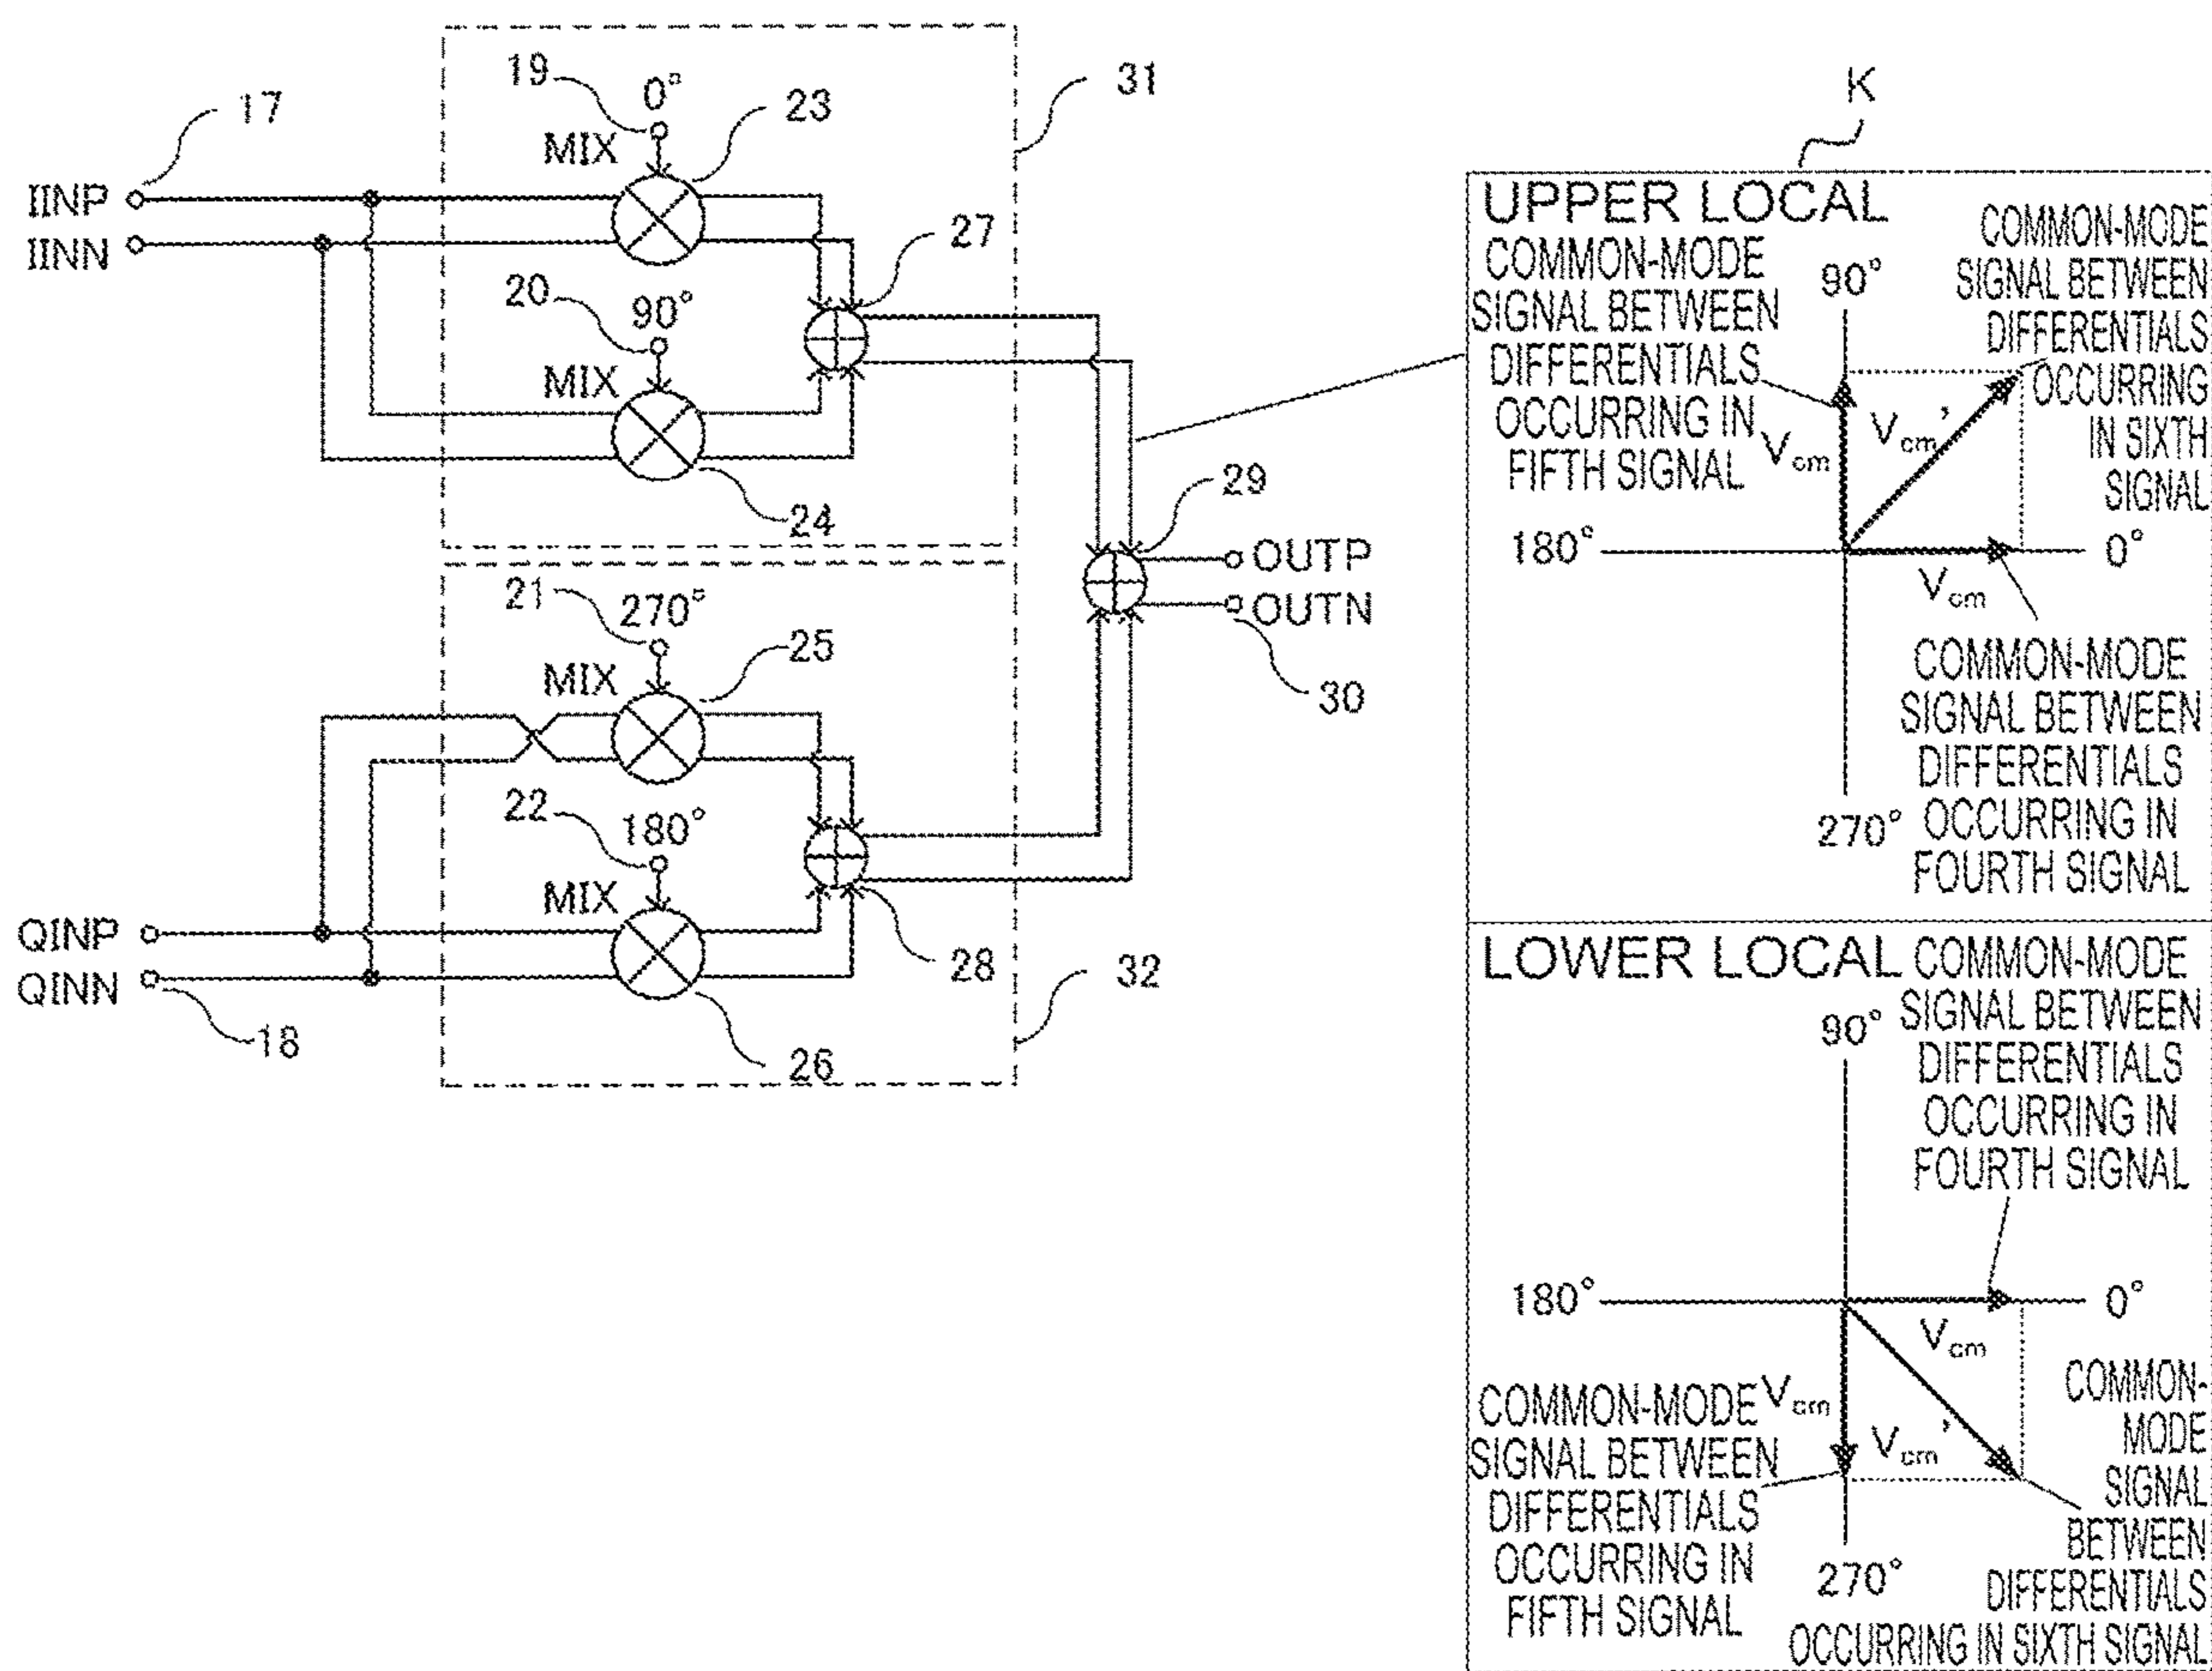 17
IINP
IINN
19
0°
MIX
23
31
20
90°
MIX
24
27
29
OUTP
OUTN
30
21
270°
MIX
25
22
180°
MIX
26
28
32
QINP
QINN
18
K
UPPER LOCAL
COMMON-MODE
SIGNAL BETWEEN
DIFFERENTIALS
OCCURRING IN
FIFTH SIGNAL
90°
COMMON-MODE
SIGNAL BETWEEN
DIFFERENTIALS
OCCURRING
IN SIXTH
SIGNAL
Vcm
Vcm'
180°
0°
Vcm
270°
COMMON-MODE
SIGNAL BETWEEN
DIFFERENTIALS
OCCURRING IN
FOURTH SIGNAL
LOWER LOCAL
90°
COMMON-MODE
SIGNAL BETWEEN
DIFFERENTIALS
OCCURRING IN
FOURTH SIGNAL
180°
0°
Vcm
Vcm
Vcm'
COMMON-MODE
SIGNAL BETWEEN
DIFFERENTIALS
OCCURRING IN
FIFTH SIGNAL
270°
COMMON-
MODE
SIGNAL
BETWEEN
DIFFERENTIALS
OCCURRING IN SIXTH SIGNAL